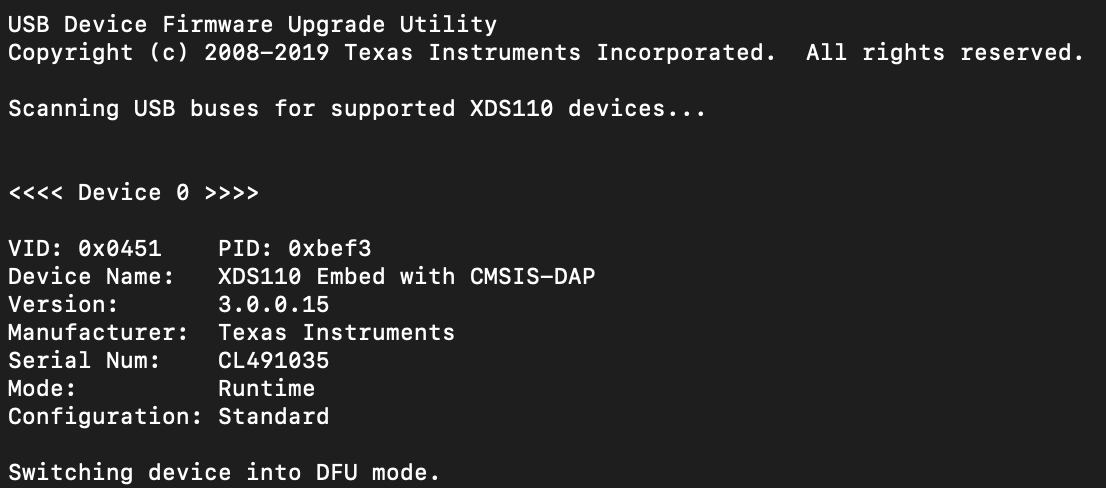 USB Device Firmware Upgrade Utility
Copyright (c) 2008-2019 Texas Instruments Incorporated.  All rights reserved.
Scanning USB buses for supported XDS110 devices...
<<<< Device 0 >>>>
VID: 0x0451    PID: 0xbef3
Device Name:   XDS110 Embed with CMSIS-DAP
Version:       3.0.0.15
Manufacturer:  Texas Instruments
Serial Num:    CL491035
Mode:          Runtime
Configuration: Standard
Switching device into DFU mode.